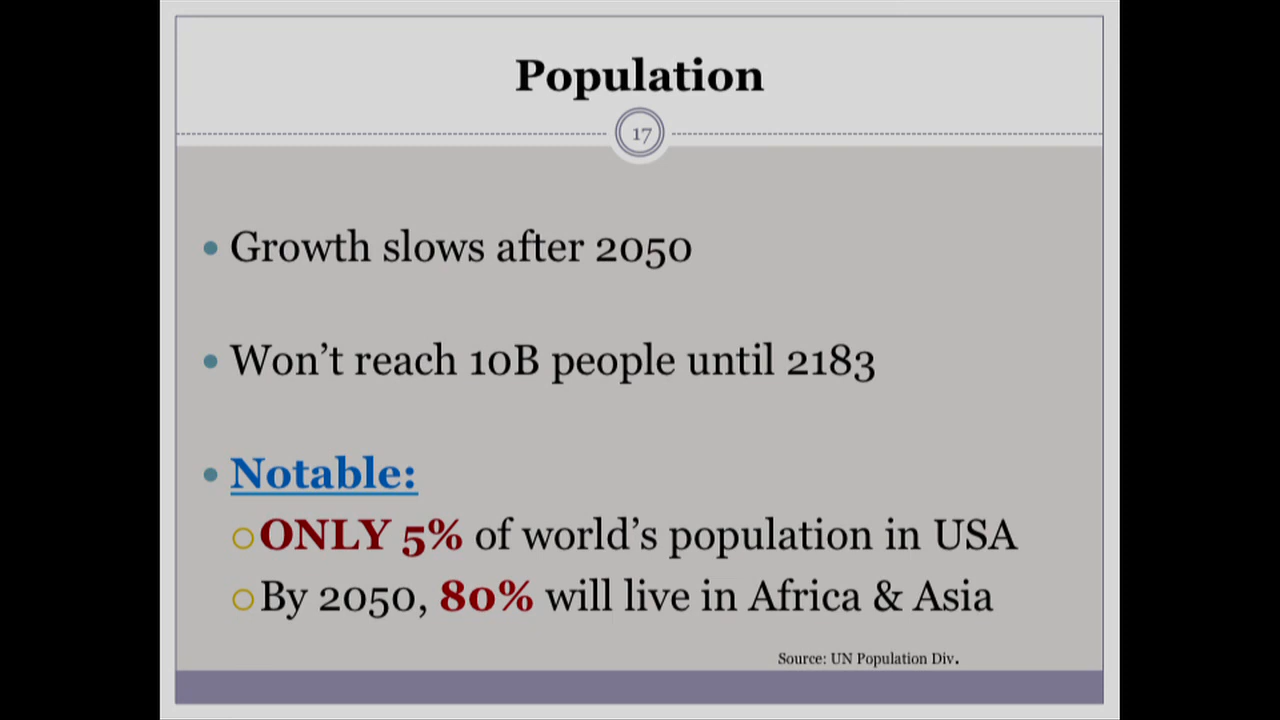 Population
17
• Growth slows after 2050
• Won't reach 10B people until 2183
• Notable:
○ ONLY 5% of world's population in USA
○ By 2050, 80% will live in Africa & Asia
Source: UN Population Div.